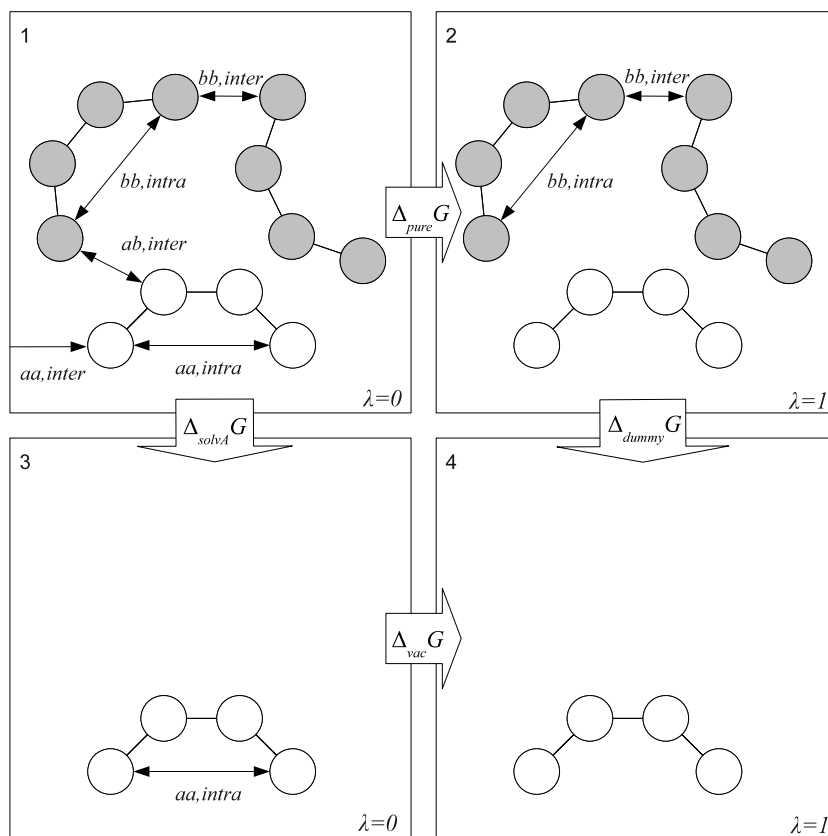 1
bb,inter
bb,intra
ab,inter
aa,inter
aa,intra
λ=0
Δ_pure G
2
bb,inter
bb,intra
λ=1
Δ_solvA G
Δ_dummy G
3
aa,intra
λ=0
Δ_vac G
4
λ=1